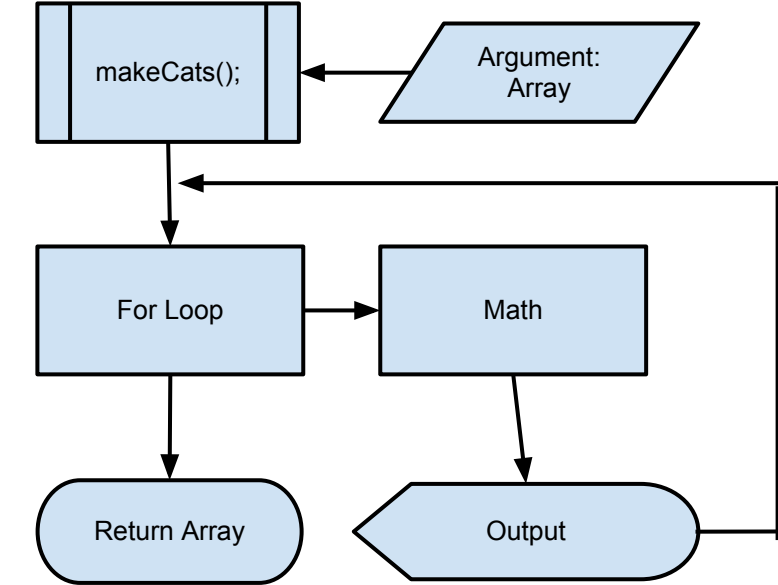 makeCats();
Argument:
Array
For Loop
Math
Return Array
Output